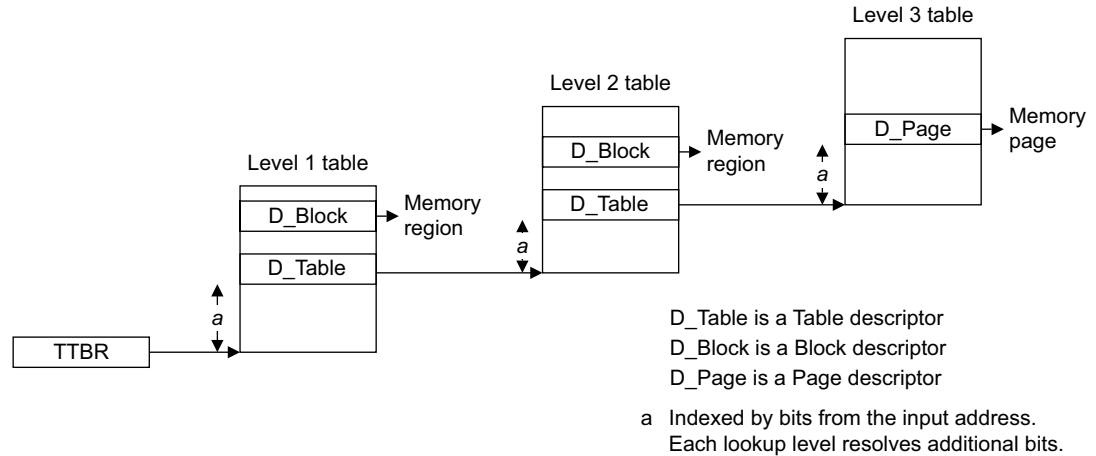 Level 3 table
D_Page
Memory
page
a
Level 2 table
D_Block
Memory
region
D_Table
a
Level 1 table
D_Block
Memory
region
D_Table
a
TTBR
D_Table is a Table descriptor
D_Block is a Block descriptor
D_Page is a Page descriptor
a Indexed by bits from the input address.
Each lookup level resolves additional bits.